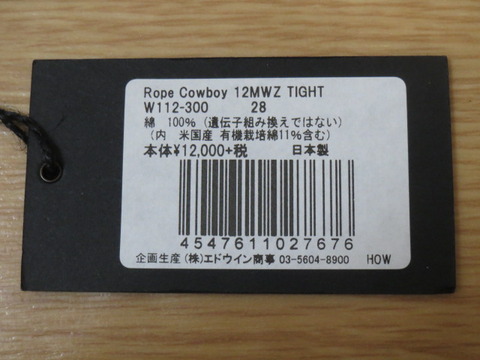 Rope Cowboy 12MWZ TIGHT
W112-300 28
綿 100% (遺伝子組み換えではない)
(内 米国産 有機栽培綿11%含む)
本体¥12,000+税 日本製
4547611027676
企画生産 (株)エドウイン商事 03-5604-8900 HOW